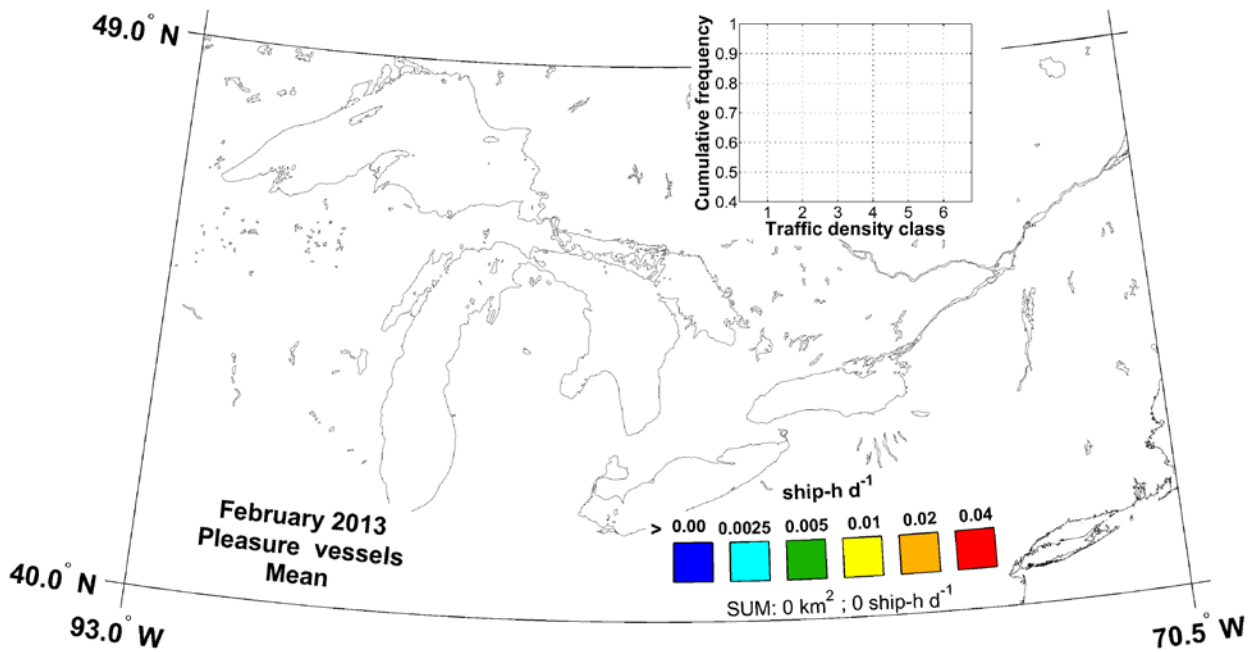 49.0° N
Cumulative frequency
1
0.9
0.8
0.7
0.6
0.5
0.4
1 2 3 4 5 6
Traffic density class
February 2013
Pleasure vessels
Mean
ship-h d⁻¹
> 0.00 0.0025 0.005 0.01 0.02 0.04
SUM: 0 km² ; 0 ship-h d⁻¹
40.0° N
93.0° W
70.5° W